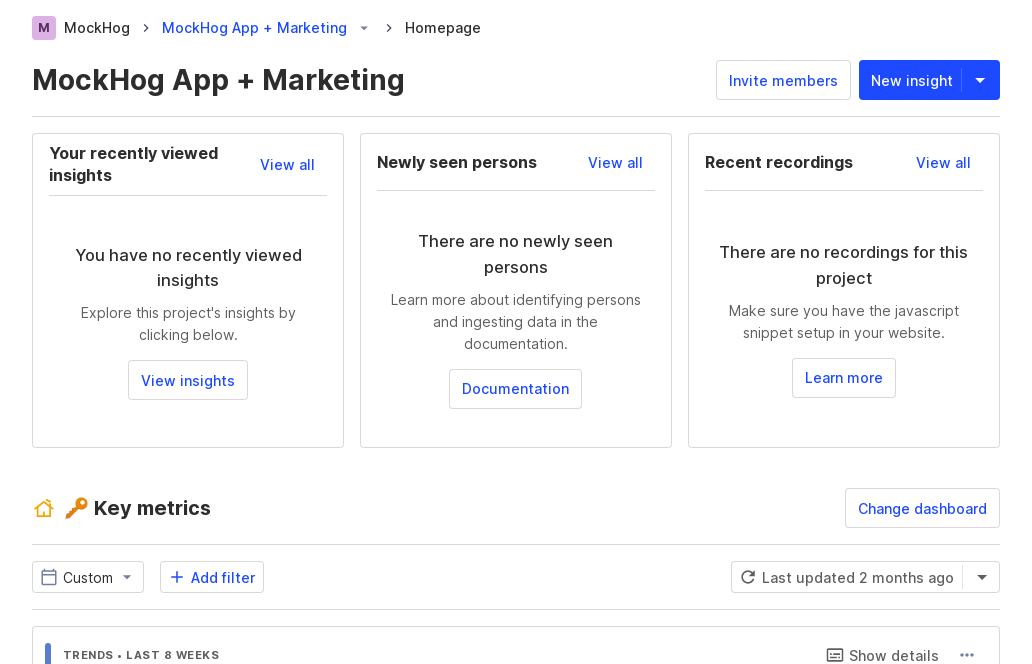 M MockHog MockHog App + Marketing Homepage
MockHog App + Marketing
Invite members
New insight
Your recently viewed
insights
View all
You have no recently viewed
insights
Explore this project's insights by
clicking below.
View insights
Newly seen persons
View all
There are no newly seen
persons
Learn more about identifying persons
and ingesting data in the
documentation.
Documentation
Recent recordings
View all
There are no recordings for this
project
Make sure you have the javascript
snippet setup in your website.
Learn more
Key metrics
Change dashboard
Custom
Add filter
Last updated 2 months ago
TRENDS • LAST 8 WEEKS
Show details